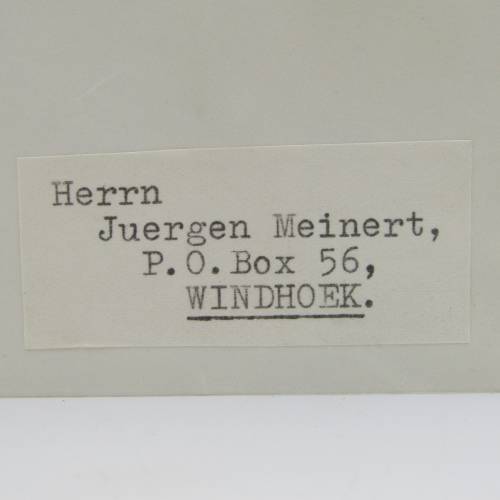 Herrn
Juergen Meinert,
P.O.Box 56,
WINDHOEK.